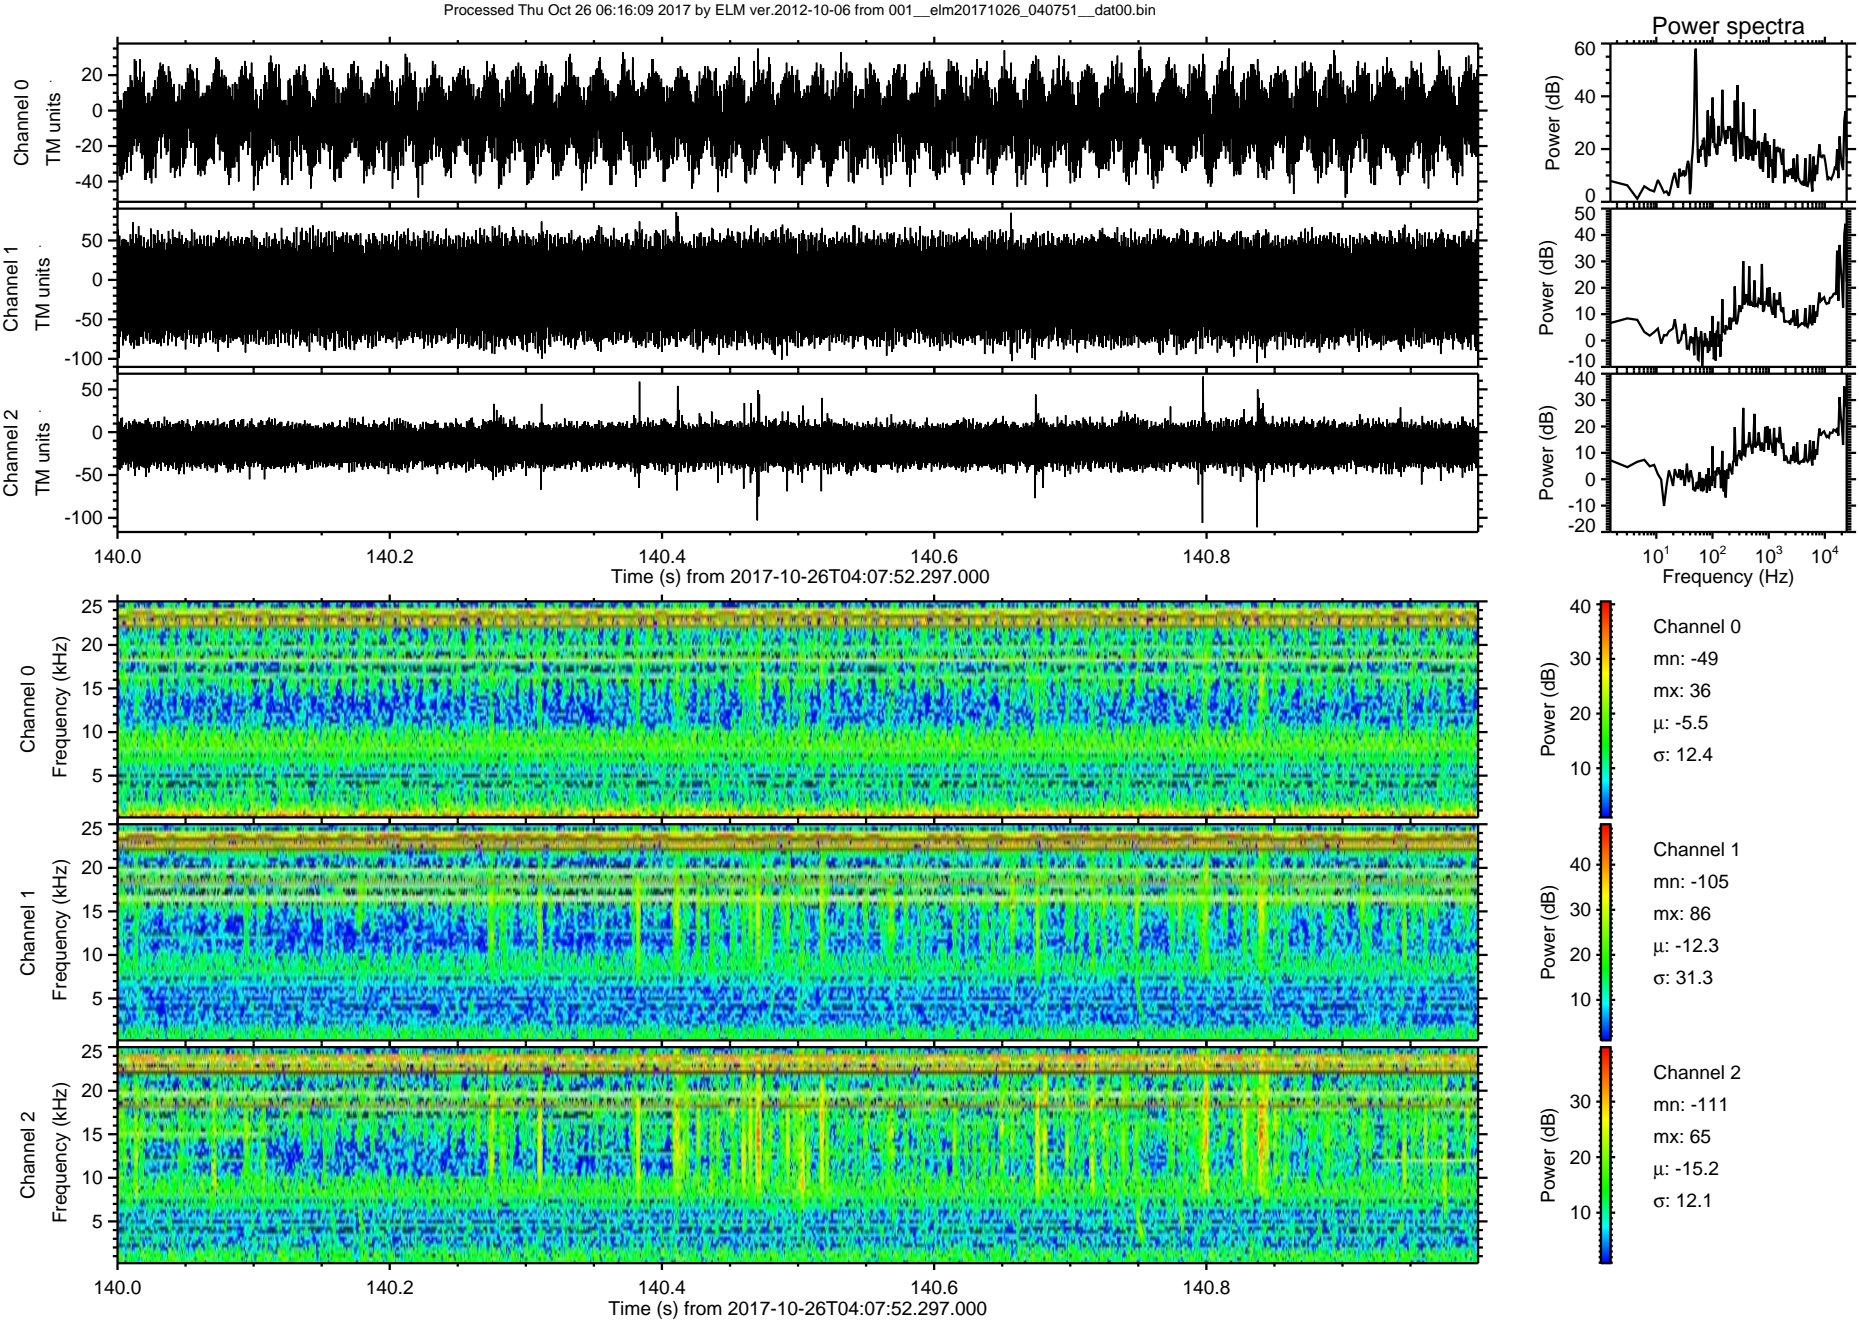 Processed Thu Oct 26 06:16:09 2017 by ELM ver.2012-10-06 from 001__elm20171026_040751__dat00.bin
Power spectra
Channel 0
TM units
20
0
-20
-40
Power (dB)
60
40
20
0
Channel 1
TM units
50
0
-50
-100
Power (dB)
50
40
30
20
10
0
-10
Channel 2
TM units
50
0
-50
-100
Power (dB)
40
30
20
10
0
-10
-20
140.0 140.2 140.4 140.6 140.8
Time (s) from 2017-10-26T04:07:52.297.000
10^1 10^2 10^3 10^4
Frequency (Hz)
Channel 0
Frequency (kHz)
25
20
15
10
5
Power (dB)
40
30
20
10
Channel 0
mn: -49
mx: 36
μ: -5.5
σ: 12.4
Channel 1
Frequency (kHz)
25
20
15
10
5
Power (dB)
40
30
20
10
Channel 1
mn: -105
mx: 86
μ: -12.3
σ: 31.3
Channel 2
Frequency (kHz)
25
20
15
10
5
Power (dB)
30
20
10
Channel 2
mn: -111
mx: 65
μ: -15.2
σ: 12.1
140.0 140.2 140.4 140.6 140.8
Time (s) from 2017-10-26T04:07:52.297.000